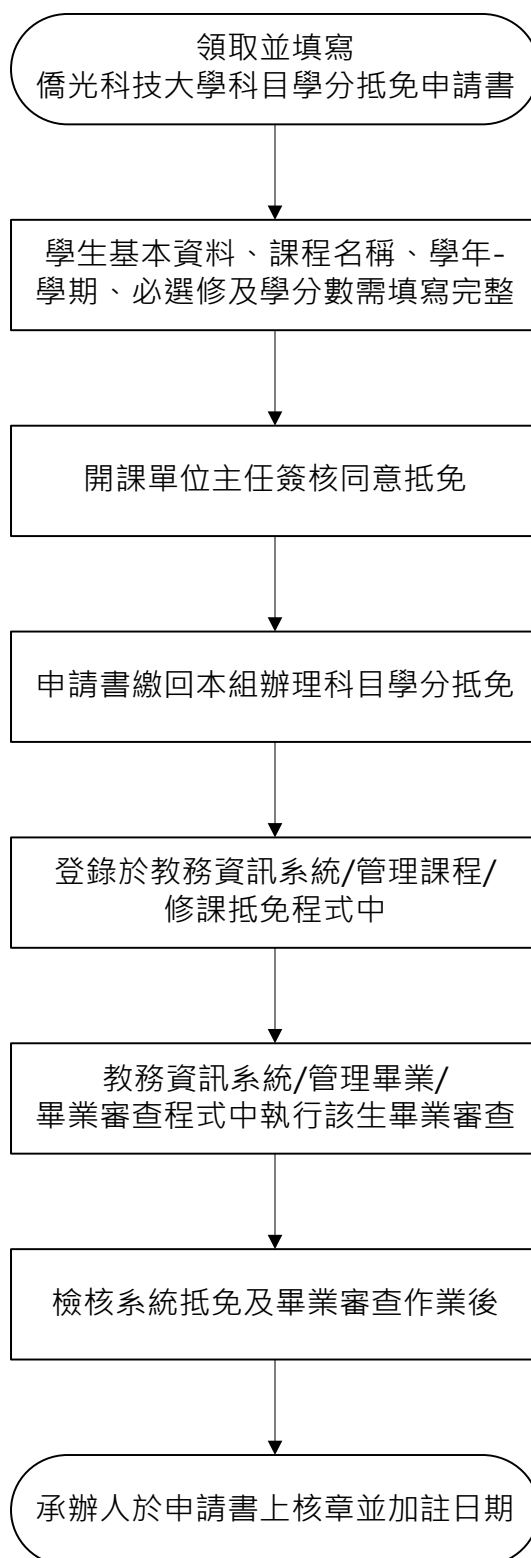 領取並填寫
僑光科技大學科目學分抵免申請書
學生基本資料、課程名稱、學年-
學期、必選修及學分數需填寫完整
開課單位主任簽核同意抵免
申請書繳回本組辦理科目學分抵免
登錄於教務資訊系統/管理課程/
修課抵免程式中
教務資訊系統/管理畢業/
畢業審查程式中執行該生畢業審查
檢核系統抵免及畢業審查作業後
承辦人於申請書上核章並加註日期